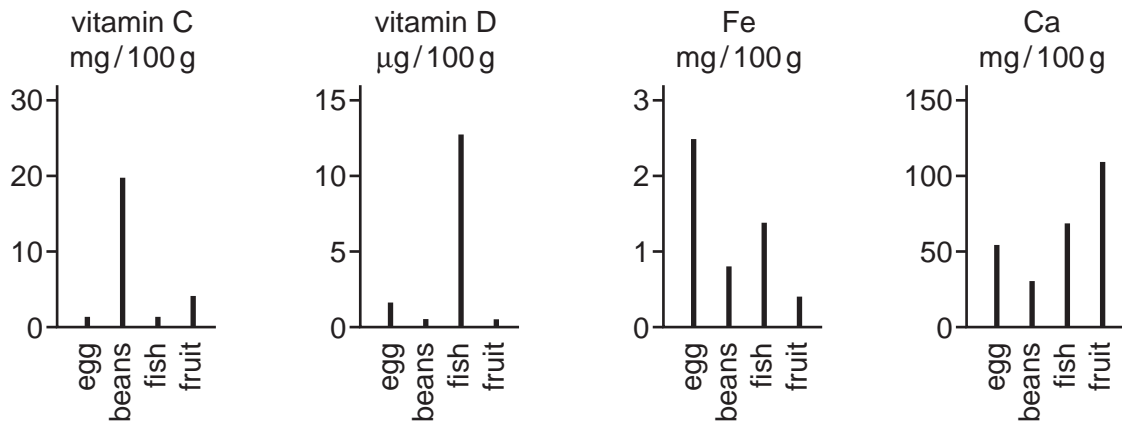 vitamin C
mg/100 g
30
20
10
0
egg
beans
fish
fruit
vitamin D
μg/100 g
15
10
5
0
egg
beans
fish
fruit
Fe
mg/100 g
3
2
1
0
egg
beans
fish
fruit
Ca
mg/100 g
150
100
50
0
egg
beans
fish
fruit